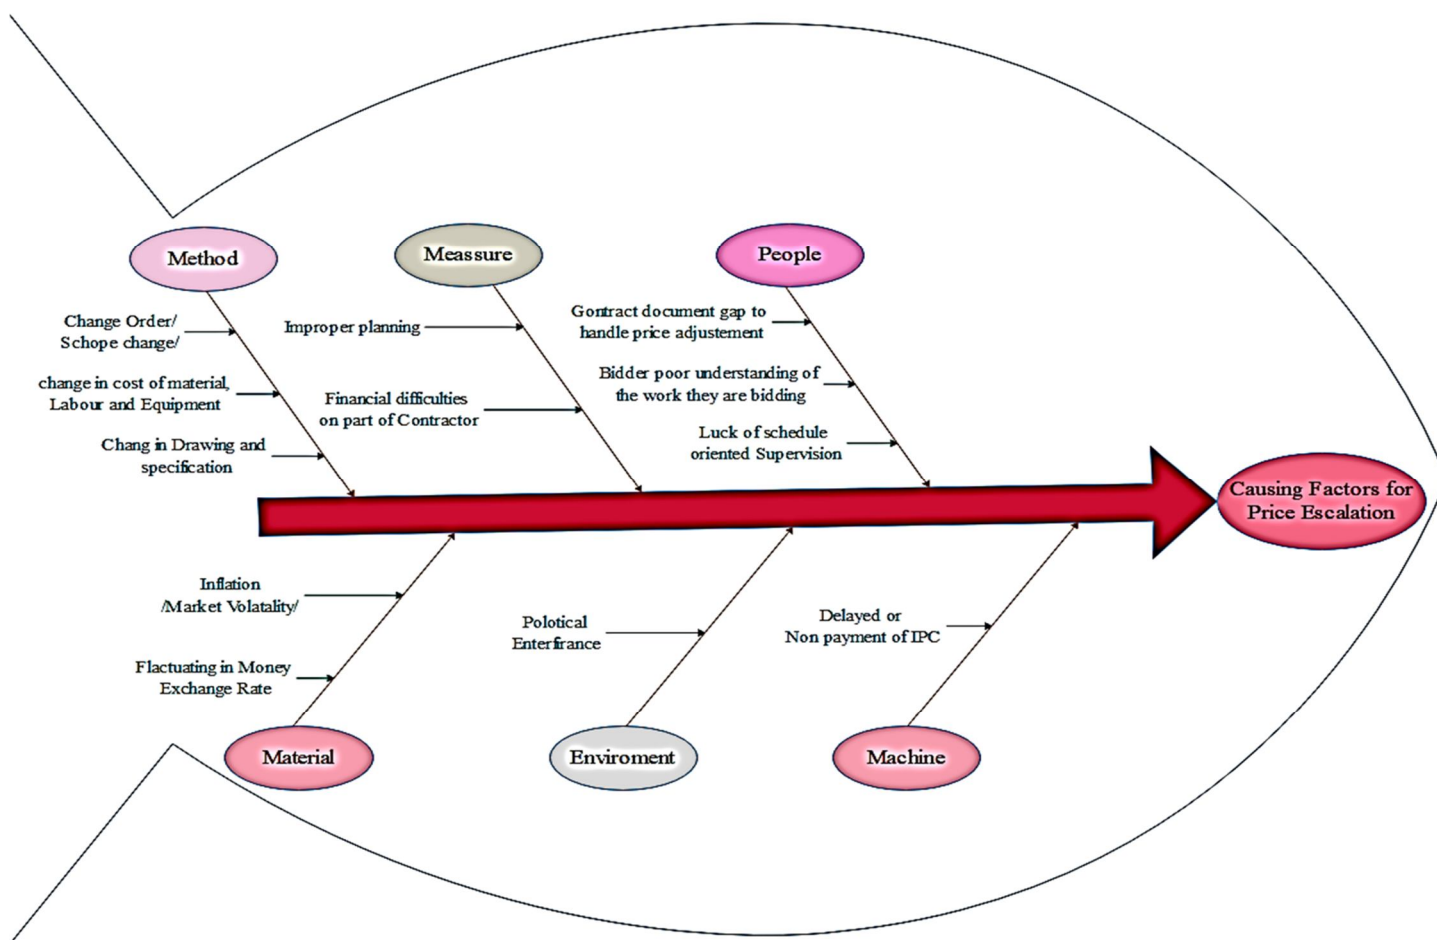 Method
Meassure
People
Change Order/
Schope change/
change in cost of material,
Labour and Equipment
Chang in Drawing and
specification
Improper planning
Financial difficulties
on part of Contractor
Gontract document gap to
handle price adjustement
Bidder poor understanding of
the work they are bidding
Luck of schedule
oriented Supervision
Causing Factors for
Price Escalation
Inflation
/Market Volatality/
Flactuating in Money
Exchange Rate
Polotical
Enterfirance
Delayed or
Non payment of IPC
Material
Enviroment
Machine